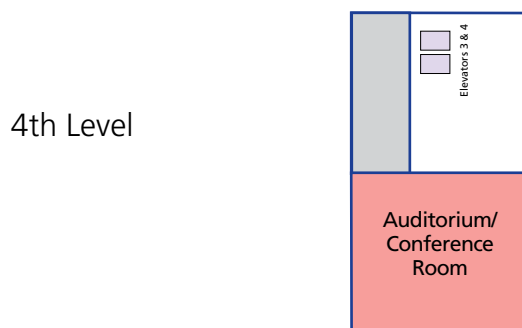 Elevators 3 & 4
4th Level
Auditorium/
Conference
Room